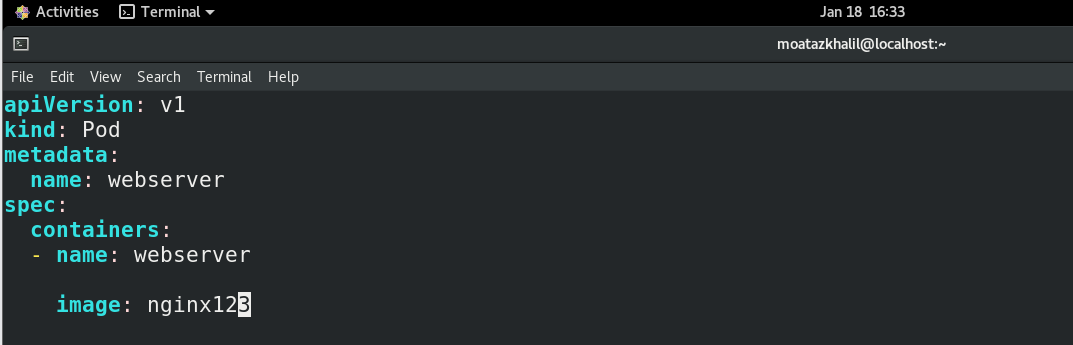 Activities Terminal Jan 18 16:33
moatazkhalil@localhost:~
File Edit View Search Terminal Help
apiVersion: v1
kind: Pod
metadata:
  name: webserver
spec:
  containers:
  - name: webserver
    image: nginx123